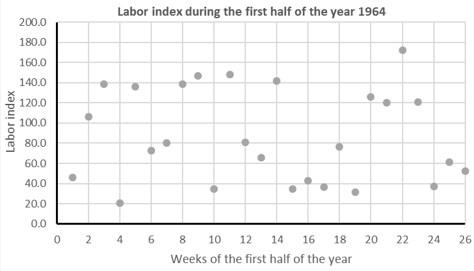 Labor index during the first half of the year 1964
200.0
180.0
160.0
140.0
120.0
100.0
80.0
60.0
40.0
20.0
0.0
Labor index
0 2 4 6 8 10 12 14 16 18 20 22 24 26
Weeks of the first half of the year